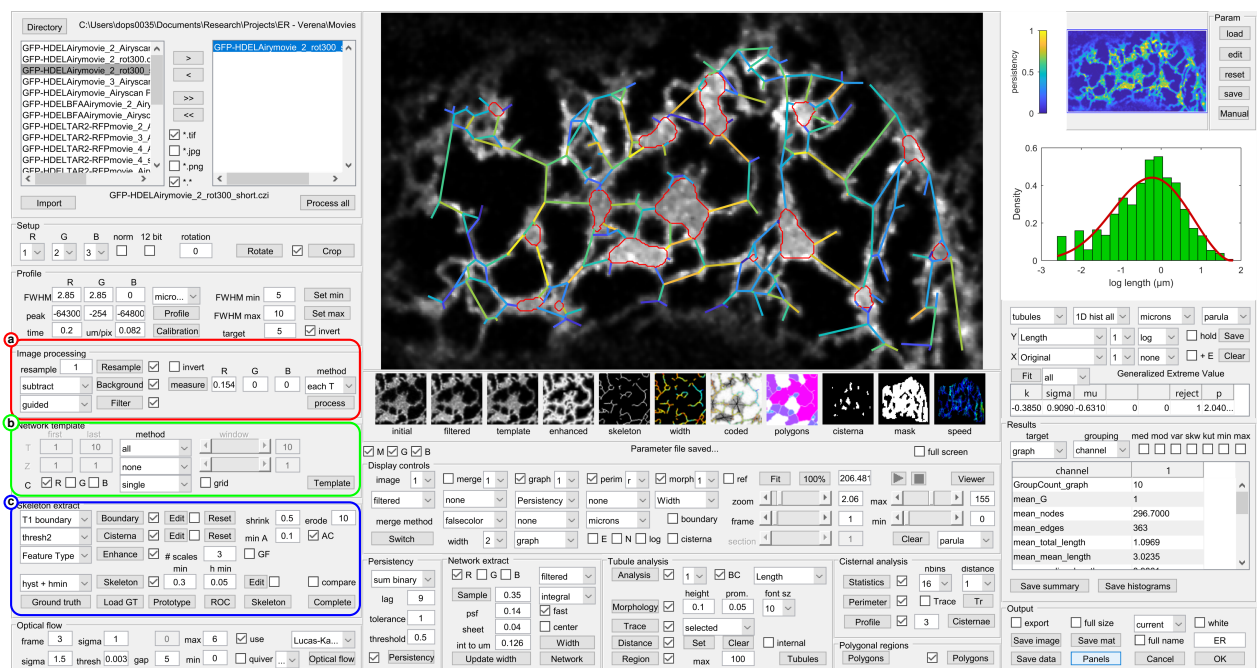 Directory C:\Users\dops0035\Documents\Research\Projects\ER - Verena\Movies
GFP-HDELAirymovie_2_Airyscan
GFP-HDELAirymovie_2_rot300.c
GFP-HDELAirymovie_2_rot300_
GFP-HDELAirymovie_3_Airyscan
GFP-HDELAirymovie_Airyscan F
GFP-HDELBFAAirymovie_2_Airy
GFP-HDELBFAAirymovie_Airysc
GFP-HDELTAR2-RFPmovie_2_A
GFP-HDELTAR2-RFPmovie_3_A
GFP-HDELTAR2-RFPmovie_4_A
GFP-HDELTAR2-RFPmovie_4_s
>
<
>>
<<
*.tif
*.jpg
*.png
*.*
GFP-HDELAirymovie_2_rot300_s
GFP-HDELAirymovie_2_rot300_short.czi
Import Process all
Setup
R G B norm 12 bit rotation
1 2 3 0 Rotate Crop
Profile
R G B
FWHM 2.85 2.85 0 micro... FWHM min 5 Set min
peak -64300 -254 -64800 Profile FWHM max 10 Set max
time 0.2 um/pix 0.082 Calibration target 5 invert
a
Image processing
resample 1 Resample invert R G B method
subtract Background measure 0.154 0 0 each T
guided Filter process
b
Network template
first last method window
T 1 10 all 10
Z 1 1 none 1
C R G B single grid Template
c
Skeleton extract
T1 boundary Boundary Edit Reset shrink 0.5 erode 10
thresh2 Cisterna Edit Reset min A 0.1 AC
Feature Type Enhance # scales 3 GF
min h min
hyst + hmin Skeleton 0.3 0.05 Edit compare
Ground truth Load GT Prototype ROC Skeleton Complete
Optical flow
frame 3 sigma 1 0 max 6 use Lucas-Ka...
sigma 1.5 thresh 0.003 gap 5 min 0 quiver ... Optical flow
initial filtered template enhanced skeleton width coded polygons cisterna mask speed
M G B Parameter file saved... full screen
Display controls
image 1 merge 1 graph 1 perim r morph 1 ref Fit 100% 206.481 Viewer
filtered none Persistency none Width zoom 2.06 max 155
merge method falsecolor none microns boundary frame 1 min 0
Switch width 2 graph E N log cisterna section 1 Clear parula
Persistency
sum binary
lag 9
tolerance 1
threshold 0.5
Persistency
Network extract
R G B filtered
Sample 0.35 integral
psf 0.14 fast
sheet 0.04 center
int to um 0.126 Width
Update width Network
Tubule analysis
Analysis 1 BC Length
height prom. font sz
Morphology 0.1 0.05 10
Trace selected
Distance Set Clear internal
Region max 100 Tubules
Cisternal analysis
nbins distance
Statistics 16 1
Perimeter Trace Tr
Profile 3 Cisternae
Polygonal regions
Polygons Polygons
persistency
1
0.5
0
Param
load
edit
reset
save
Manual
Density
0.6
0.4
0.2
0
-3 -2 -1 0 1 2
log length (µm)
tubules 1D hist all microns parula
Y Length 1 log hold Save
X Original 1 none + E Clear
Fit all Generalized Extreme Value
k sigma mu reject p
-0.3850 0.9090 -0.6310 0 0 1 2.040...
Results
target grouping med mod var skw kut min max
graph channel
channel 1
GroupCount_graph 10
mean_G 1
mean_nodes 296.7000
mean_edges 363
mean_total_length 1.0969
mean_mean_length 3.0235
Save summary Save histograms
Output
export full size current white
Save image Save mat full name ER
Save data Panels Cancel OK